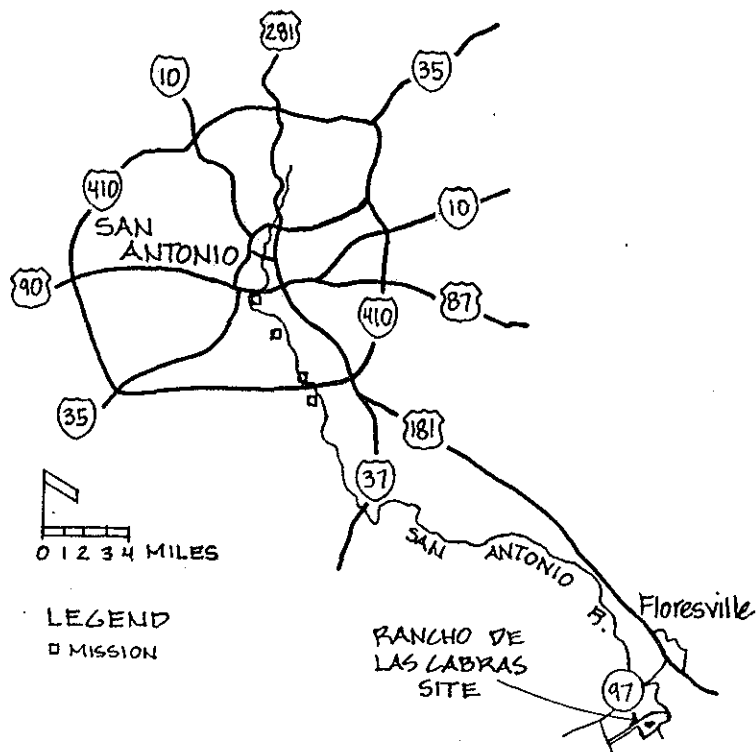 281
10
35
410
10
SAN
ANTONIO
90
87
410
35
181
37
0 1 2 3 4 MILES
SAN ANTONIO R.
LEGEND
MISSION
Floresville
RANCHO DE
LAS CABRAS
SITE
97